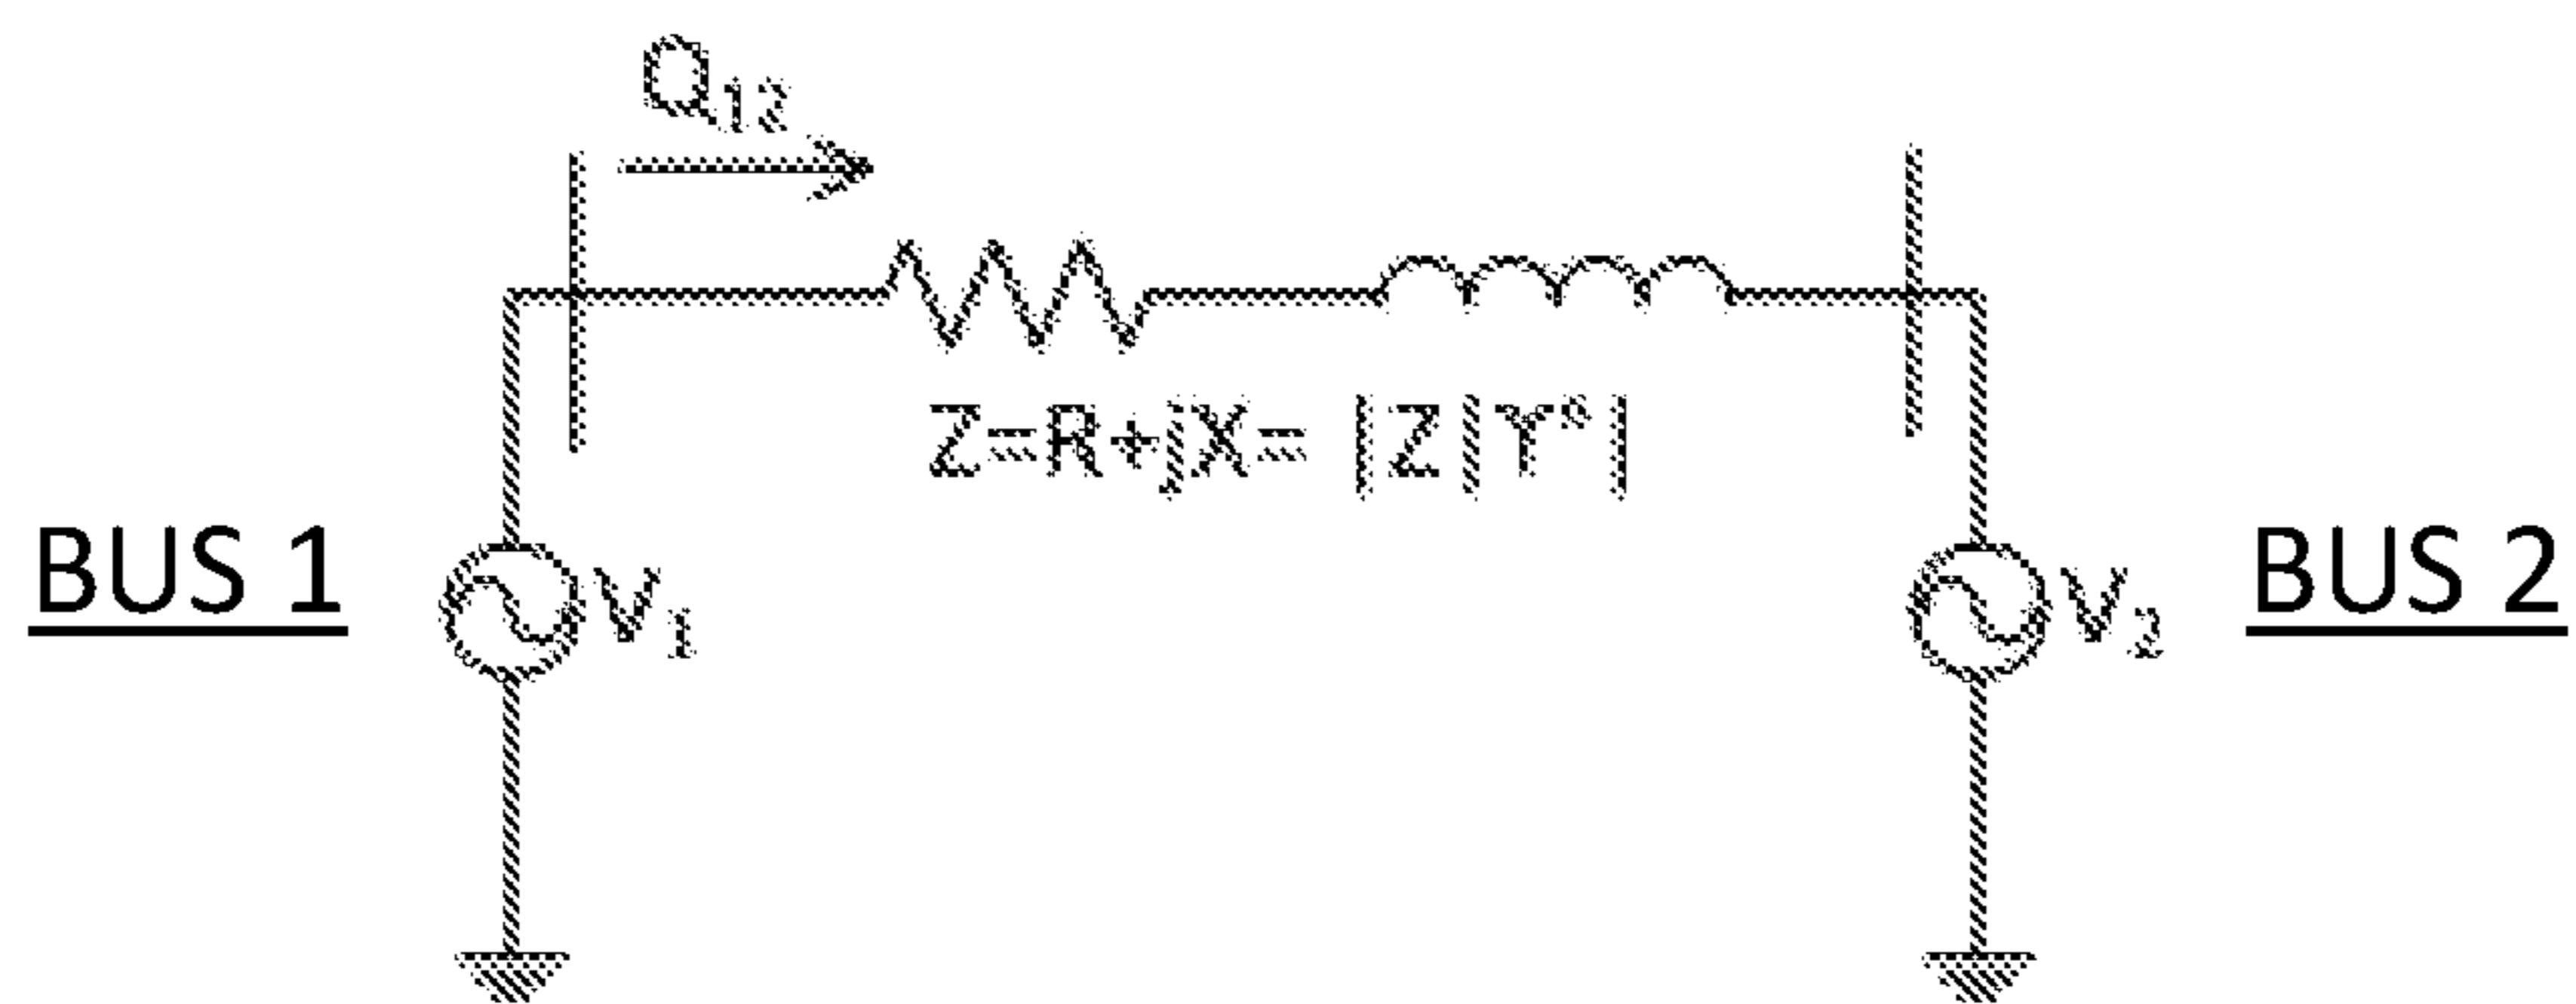 Q₁₂
Z=R+jX= |Z|Υ°|
BUS 1
V₁
V₂
BUS 2